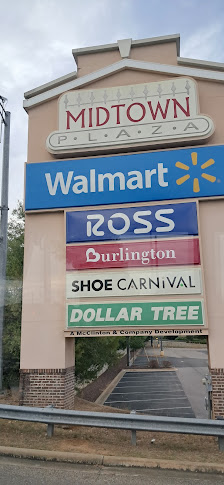 MIDTOWN
PLAZA
Walmart
ROSS
Burlington
SHOE CARNIVAL
DOLLAR TREE
A McClinton & Company Development